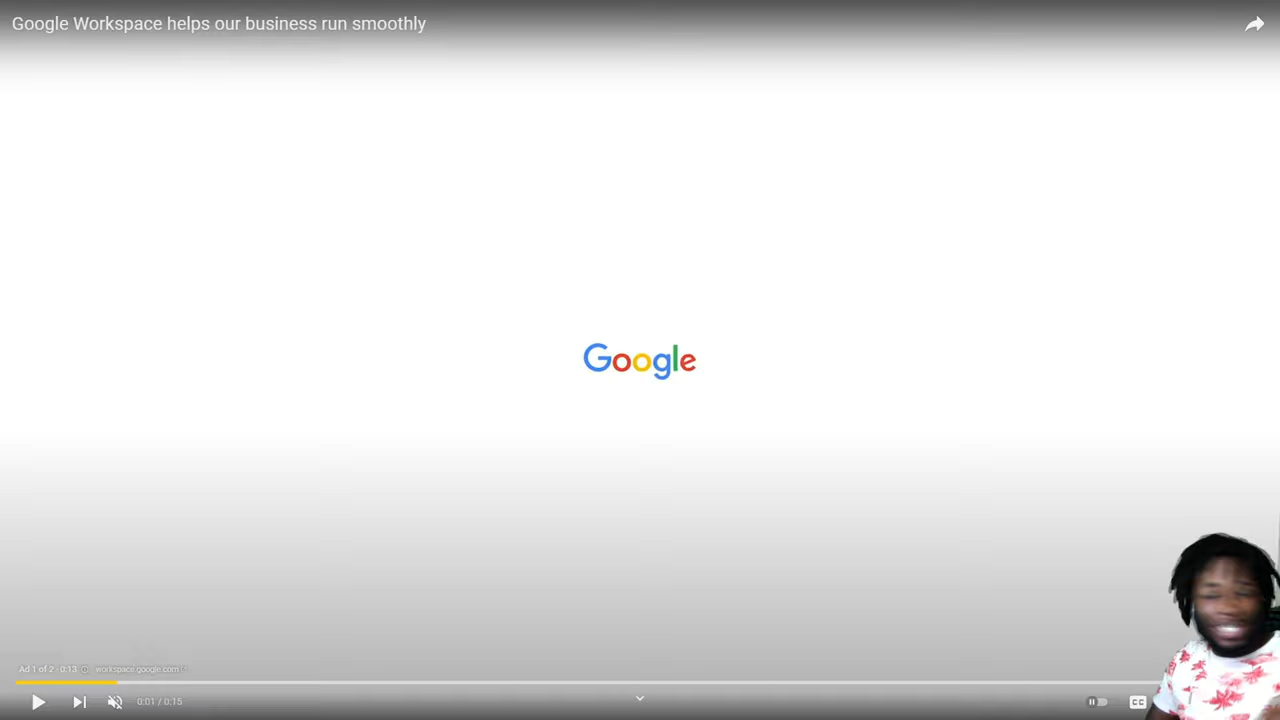 Google Workspace helps our business run smoothly
Google
Ad 1 of 2 · 0:13
workspace.google.com
0:01 / 0:15
CC